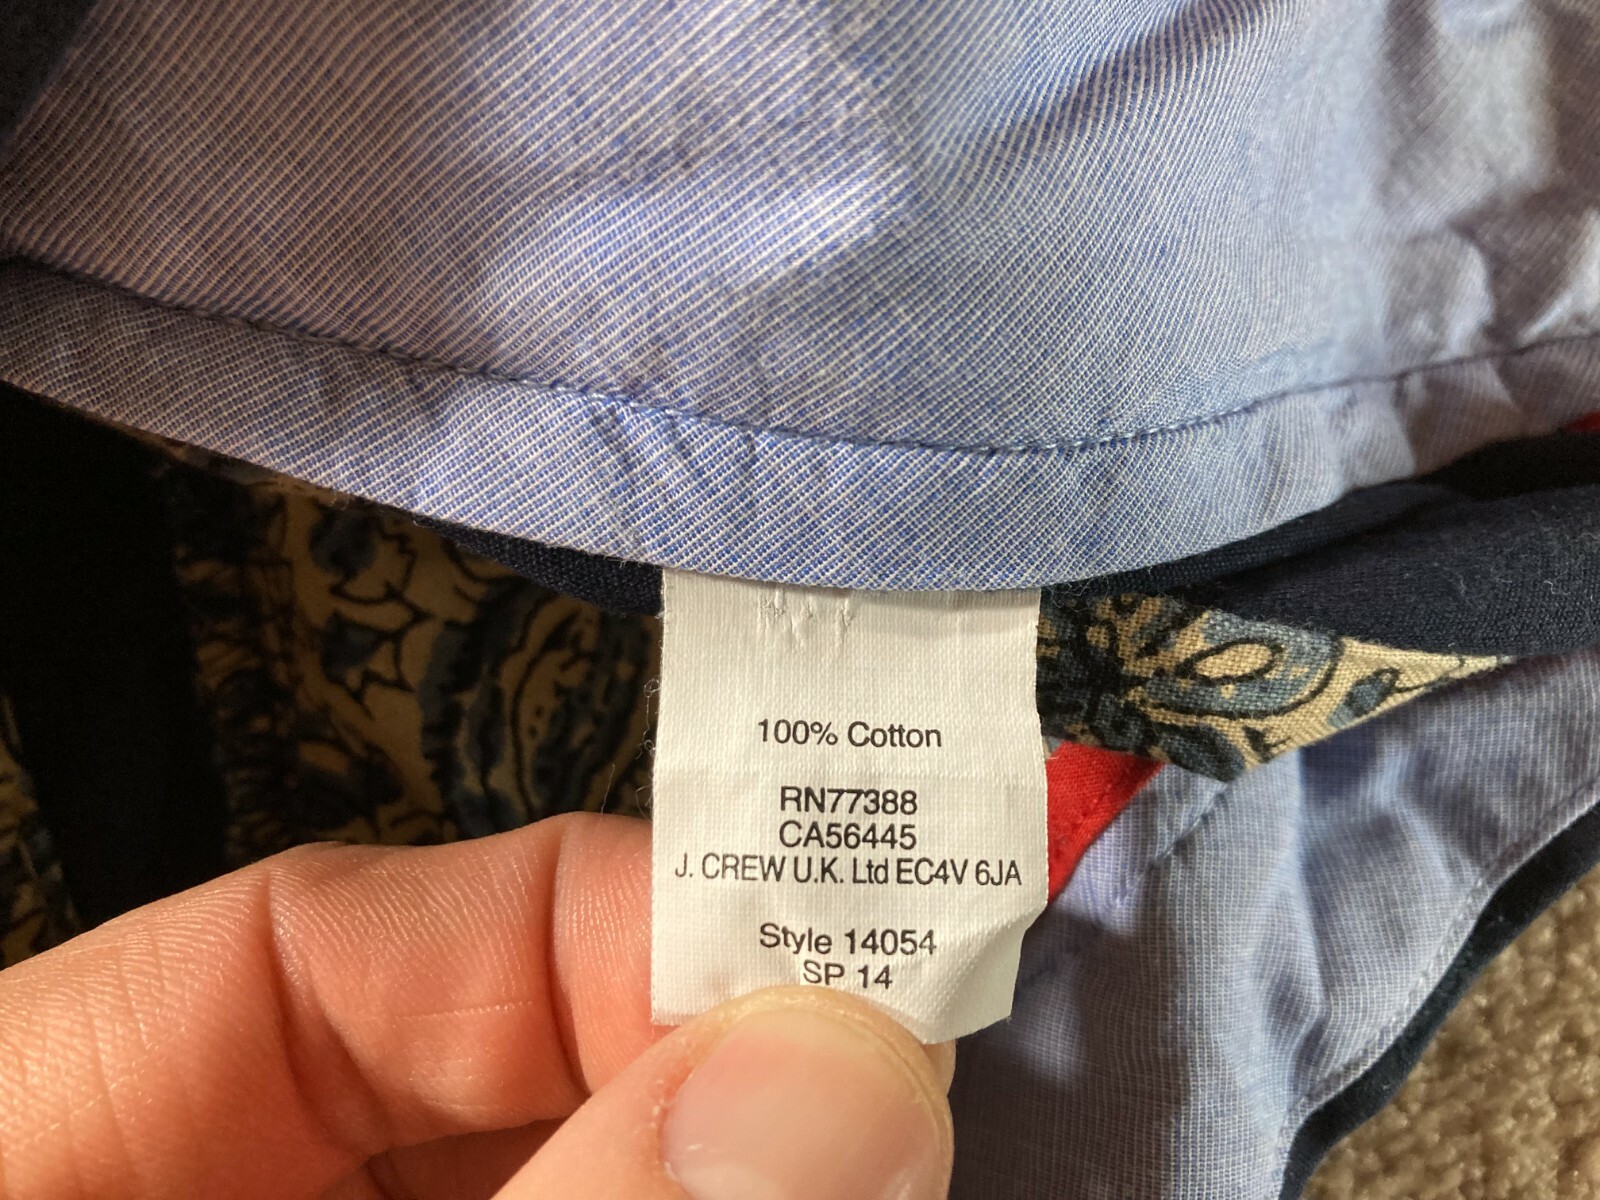 100% Cotton
RN77388
CA56445
J. CREW U.K. Ltd EC4V 6JA
Style 14054
SP 14